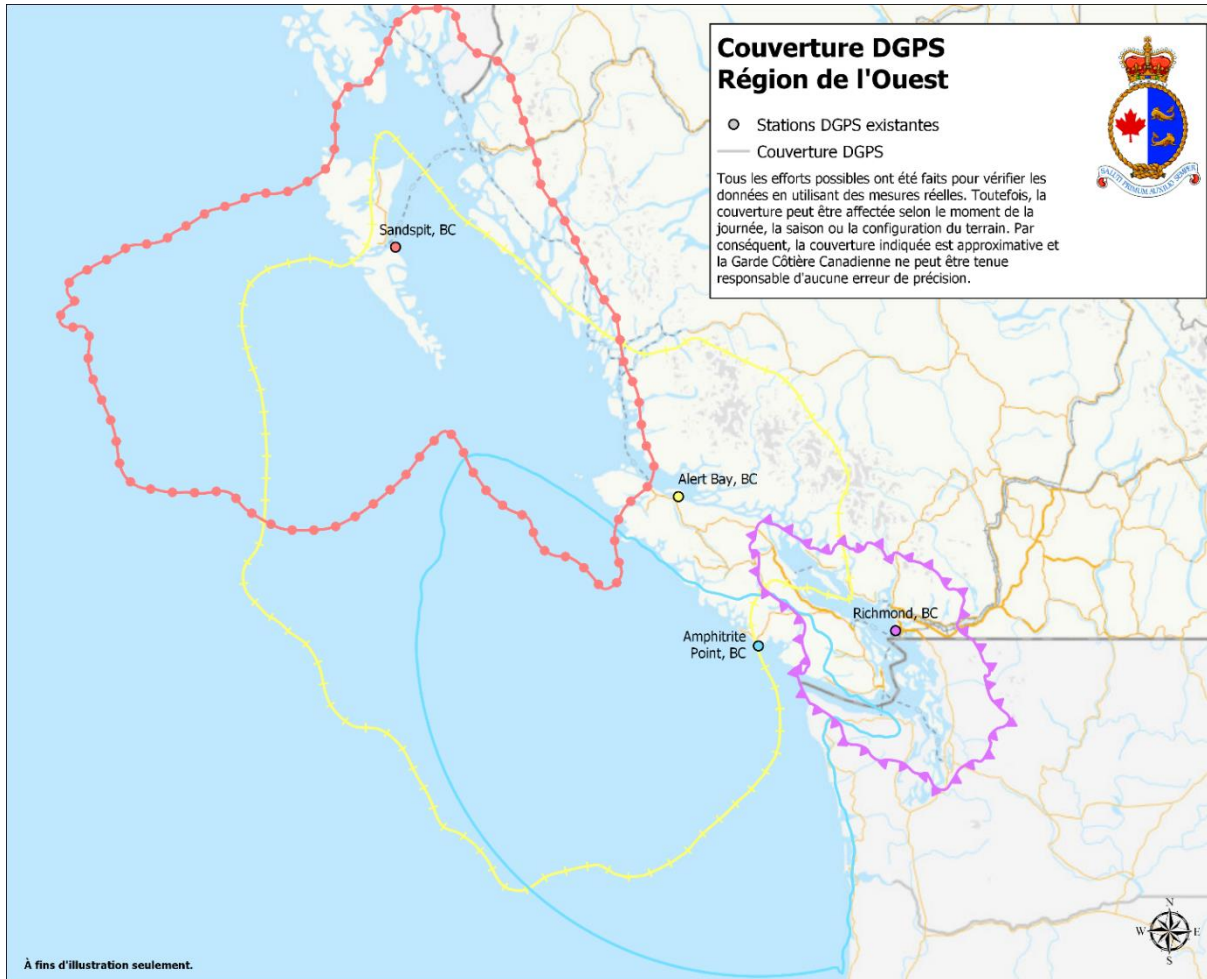 Couverture DGPS
Région de l'Ouest
Stations DGPS existantes
Couverture DGPS
Tous les efforts possibles ont été faits pour vérifier les
données en utilisant des mesures réelles. Toutefois, la
couverture peut être affectée selon le moment de la
journée, la saison ou la configuration du terrain. Par
conséquent, la couverture indiquée est approximative et
la Garde Côtière Canadienne ne peut être tenue
responsable d'aucune erreur de précision.
SALUTI PRIMUM AUXILIO SEMPER
Sandspit, BC
Alert Bay, BC
Richmond, BC
Amphitrite
Point, BC
N
W E
S
À fins d'illustration seulement.